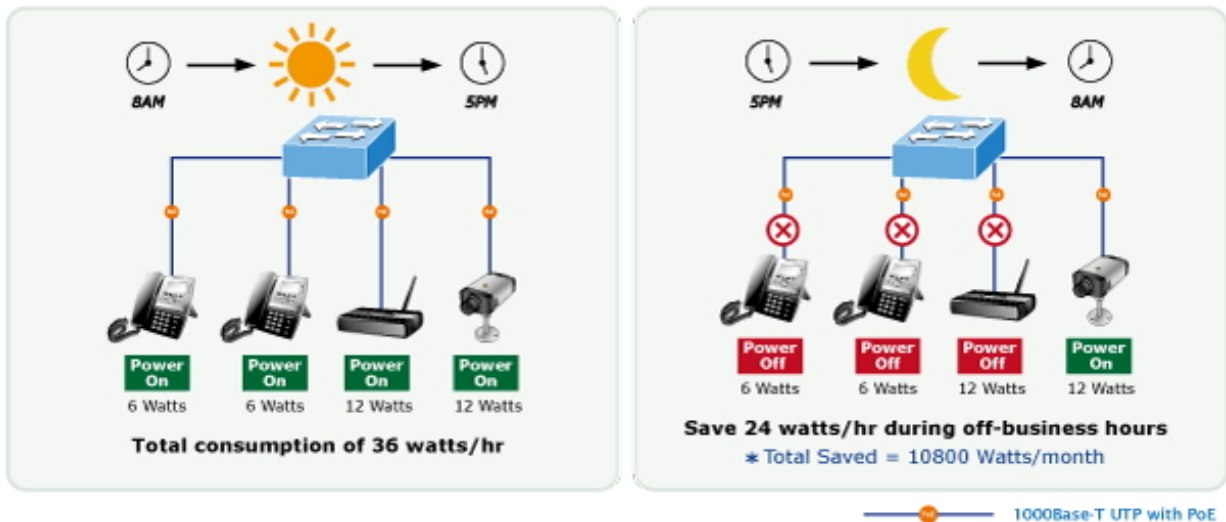 8AM
5PM
Power
On
6 Watts
Power
On
6 Watts
Power
On
12 Watts
Power
On
12 Watts
Total consumption of 36 watts/hr
5PM
8AM
Power
Off
6 Watts
Power
Off
6 Watts
Power
Off
12 Watts
Power
On
12 Watts
Save 24 watts/hr during off-business hours
* Total Saved = 10800 Watts/month
PoE
1000Base-T UTP with PoE